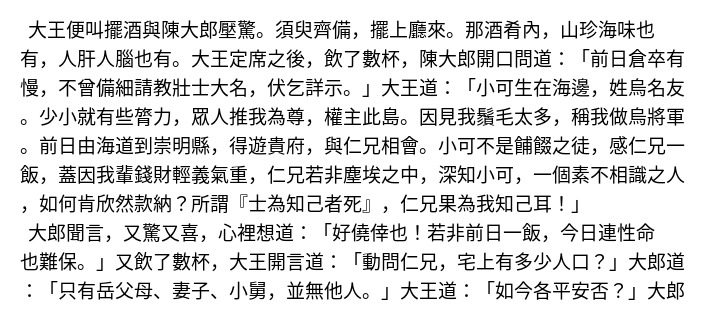 大王便叫擺酒與陳大郎壓驚。須臾齊備，擺上廳來。那酒肴內，山珍海味也
有，人肝人腦也有。大王定席之後，飲了數杯，陳大郎開口問道：「前日倉卒有
慢，不曾備細請教壯士大名，伏乞詳示。」大王道：「小可生在海邊，姓烏名友
。少小就有些膂力，眾人推我為尊，權主此島。因見我鬚毛太多，稱我做烏將軍
。前日由海道到崇明縣，得遊貴府，與仁兄相會。小可不是餔餟之徒，感仁兄一
飯，蓋因我輩錢財輕義氣重，仁兄若非塵埃之中，深知小可，一個素不相識之人
，如何肯欣然款納？所謂『士為知己者死』，仁兄果為我知己耳！」
大郎聞言，又驚又喜，心裡想道：「好僥倖也！若非前日一飯，今日連性命
也難保。」又飲了數杯，大王開言道：「動問仁兄，宅上有多少人口？」大郎道
：「只有岳父母、妻子、小舅，並無他人。」大王道：「如今各平安否？」大郎